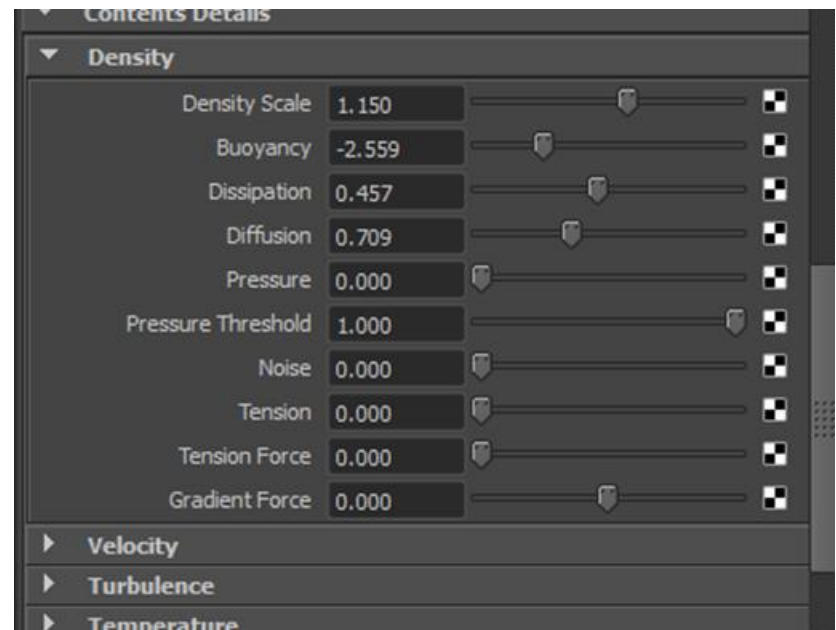 Contents Details
Density
Density Scale 1.150
Buoyancy -2.559
Dissipation 0.457
Diffusion 0.709
Pressure 0.000
Pressure Threshold 1.000
Noise 0.000
Tension 0.000
Tension Force 0.000
Gradient Force 0.000
Velocity
Turbulence
Temperature